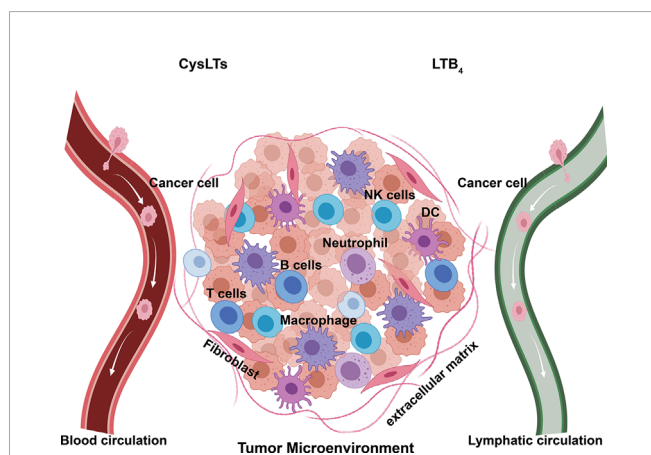 CysLTs
LTB4
Cancer cell
NK cells
Cancer cell
DC
Neutrophil
B cells
T cells
Macrophage
Fibroblast
extracellular matrix
Blood circulation
Tumor Microenvironment
Lymphatic circulation